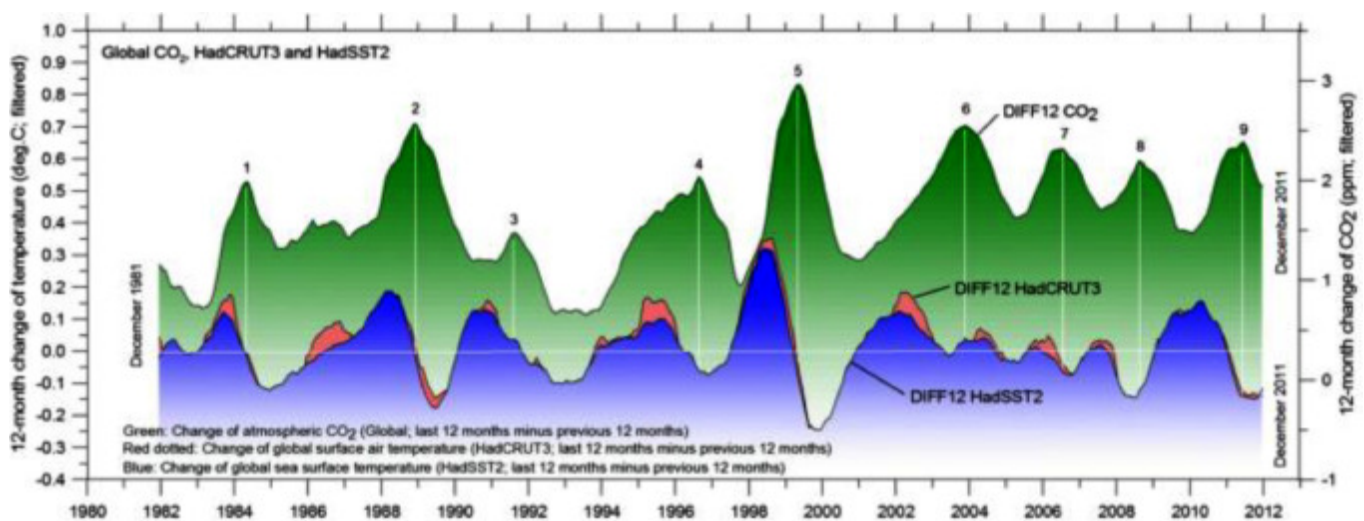 Global CO₂, HadCRUT3 and HadSST2
12-month change of temperature (deg.C; filtered)
1.0
0.9
0.8
0.7
0.6
0.5
0.4
0.3
0.2
0.1
0.0
-0.1
-0.2
-0.3
-0.4
December 1981
1
2
3
4
5
6
7
8
9
DIFF12 CO₂
DIFF12 HadCRUT3
DIFF12 HadSST2
Green: Change of atmospheric CO₂ (Global; last 12 months minus previous 12 months)
Red dotted: Change of global surface air temperature (HadCRUT3; last 12 months minus previous 12 months)
Blue: Change of global sea surface temperature (HadSST2; last 12 months minus previous 12 months)
December 2011
December 2011
3
2
1
0
-1
12-month change of CO₂ (ppm; filtered)
1980 1982 1984 1986 1988 1990 1992 1994 1996 1998 2000 2002 2004 2006 2008 2010 2012